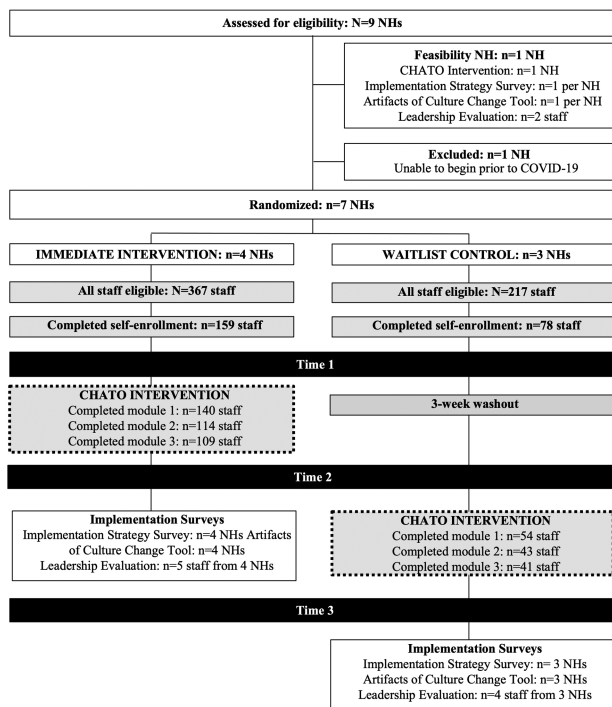 Assessed for eligibility: N=9 NHs
Feasibility NH: n=1 NH
CHATO Intervention: n=1 NH
Implementation Strategy Survey: n=1 per NH
Artifacts of Culture Change Tool: n=1 per NH
Leadership Evaluation: n=2 staff
Excluded: n=1 NH
Unable to begin prior to COVID-19
Randomized: n=7 NHs
IMMEDIATE INTERVENTION: n=4 NHs
All staff eligible: N=367 staff
Completed self-enrollment: n=159 staff
WAITLIST CONTROL: n=3 NHs
All staff eligible: N=217 staff
Completed self-enrollment: n=78 staff
Time 1
CHATO INTERVENTION
Completed module 1: n=140 staff
Completed module 2: n=114 staff
Completed module 3: n=109 staff
3-week washout
Time 2
Implementation Surveys
Implementation Strategy Survey: n=4 NHs Artifacts
of Culture Change Tool: n=4 NHs
Leadership Evaluation: n=5 staff from 4 NHs
CHATO INTERVENTION
Completed module 1: n=54 staff
Completed module 2: n=43 staff
Completed module 3: n=41 staff
Time 3
Implementation Surveys
Implementation Strategy Survey: n= 3 NHs
Artifacts of Culture Change Tool: n=3 NHs
Leadership Evaluation: n=4 staff from 3 NHs